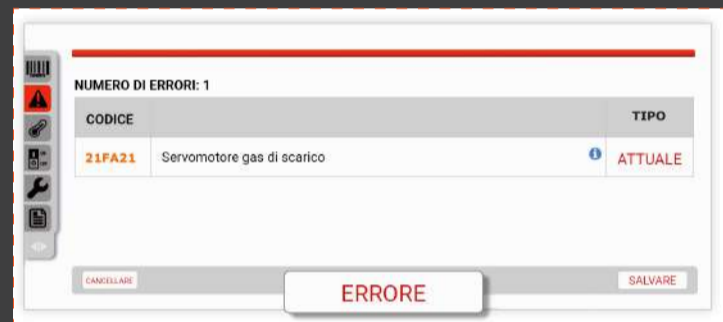 NUMERO DI ERRORI: 1
CODICE TIPO
21FA21 Servomotore gas di scarico ATTUALE
CANCELLARE ERRORE SALVARE